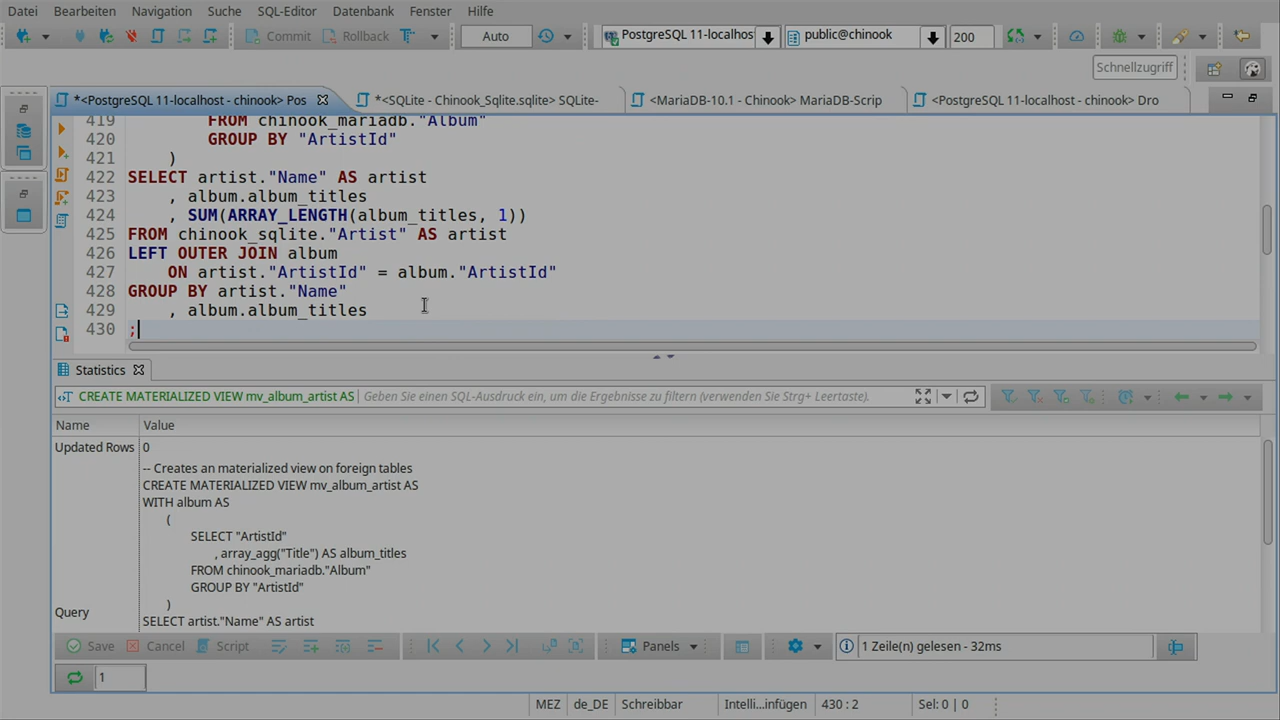 Datei Bearbeiten Navigation Suche SQL-Editor Datenbank Fenster Hilfe
Commit Rollback Auto PostgreSQL 11-localhost public@chinook 200
Schnellzugriff
*<PostgreSQL 11-localhost - chinook> Pos *<SQLite - Chinook_Sqlite.sqlite> SQLite- <MariaDB-10.1 - Chinook> MariaDB-Scrip <PostgreSQL 11-localhost - chinook> Dro
419 FROM chinook_mariadb."Album"
420 GROUP BY "ArtistId"
421 )
422 SELECT artist."Name" AS artist
423 , album.album_titles
424 , SUM(ARRAY_LENGTH(album_titles, 1))
425 FROM chinook_sqlite."Artist" AS artist
426 LEFT OUTER JOIN album
427 ON artist."ArtistId" = album."ArtistId"
428 GROUP BY artist."Name"
429 , album.album_titles
430 ;
Statistics
CREATE MATERIALIZED VIEW mv_album_artist AS Geben Sie einen SQL-Ausdruck ein, um die Ergebnisse zu filtern (verwenden Sie Strg+ Leertaste).
Name Value
Updated Rows 0
-- Creates an materialized view on foreign tables
CREATE MATERIALIZED VIEW mv_album_artist AS
WITH album AS
(
SELECT "ArtistId"
, array_agg("Title") AS album_titles
FROM chinook_mariadb."Album"
GROUP BY "ArtistId"
)
Query
SELECT artist."Name" AS artist
Save Cancel Script Panels 1 Zeile(n) gelesen - 32ms
1
MEZ de_DE Schreibbar Intelli...infügen 430 : 2 Sel: 0 | 0